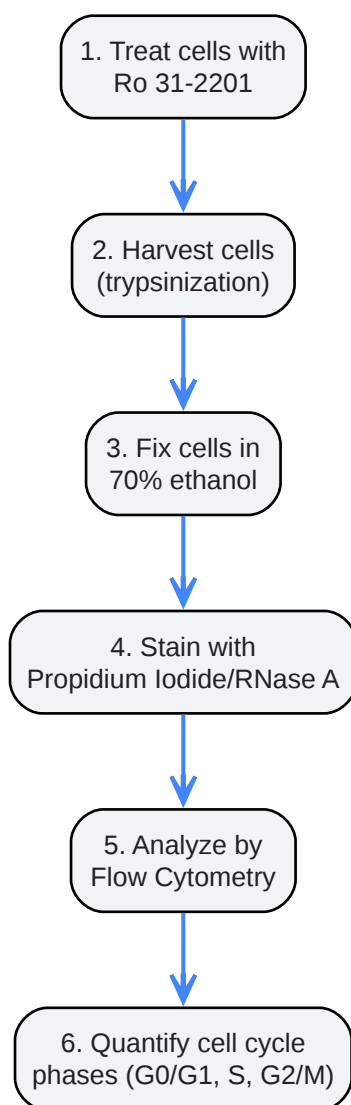 1. Treat cells with
Ro 31-2201
2. Harvest cells
(trypsinization)
3. Fix cells in
70% ethanol
4. Stain with
Propidium Iodide/RNase A
5. Analyze by
Flow Cytometry
6. Quantify cell cycle
phases (G0/G1, S, G2/M)